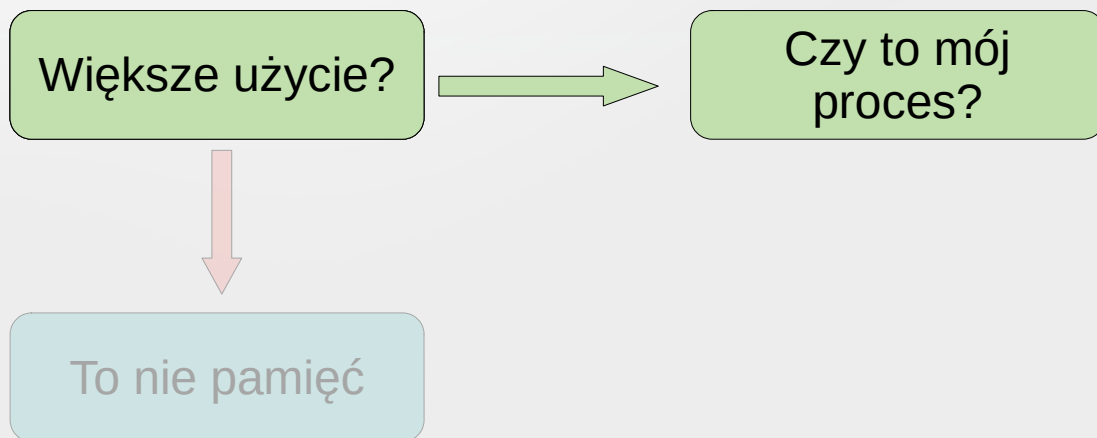 Większe użycie?
Czy to mój
proces?
To nie pamięć